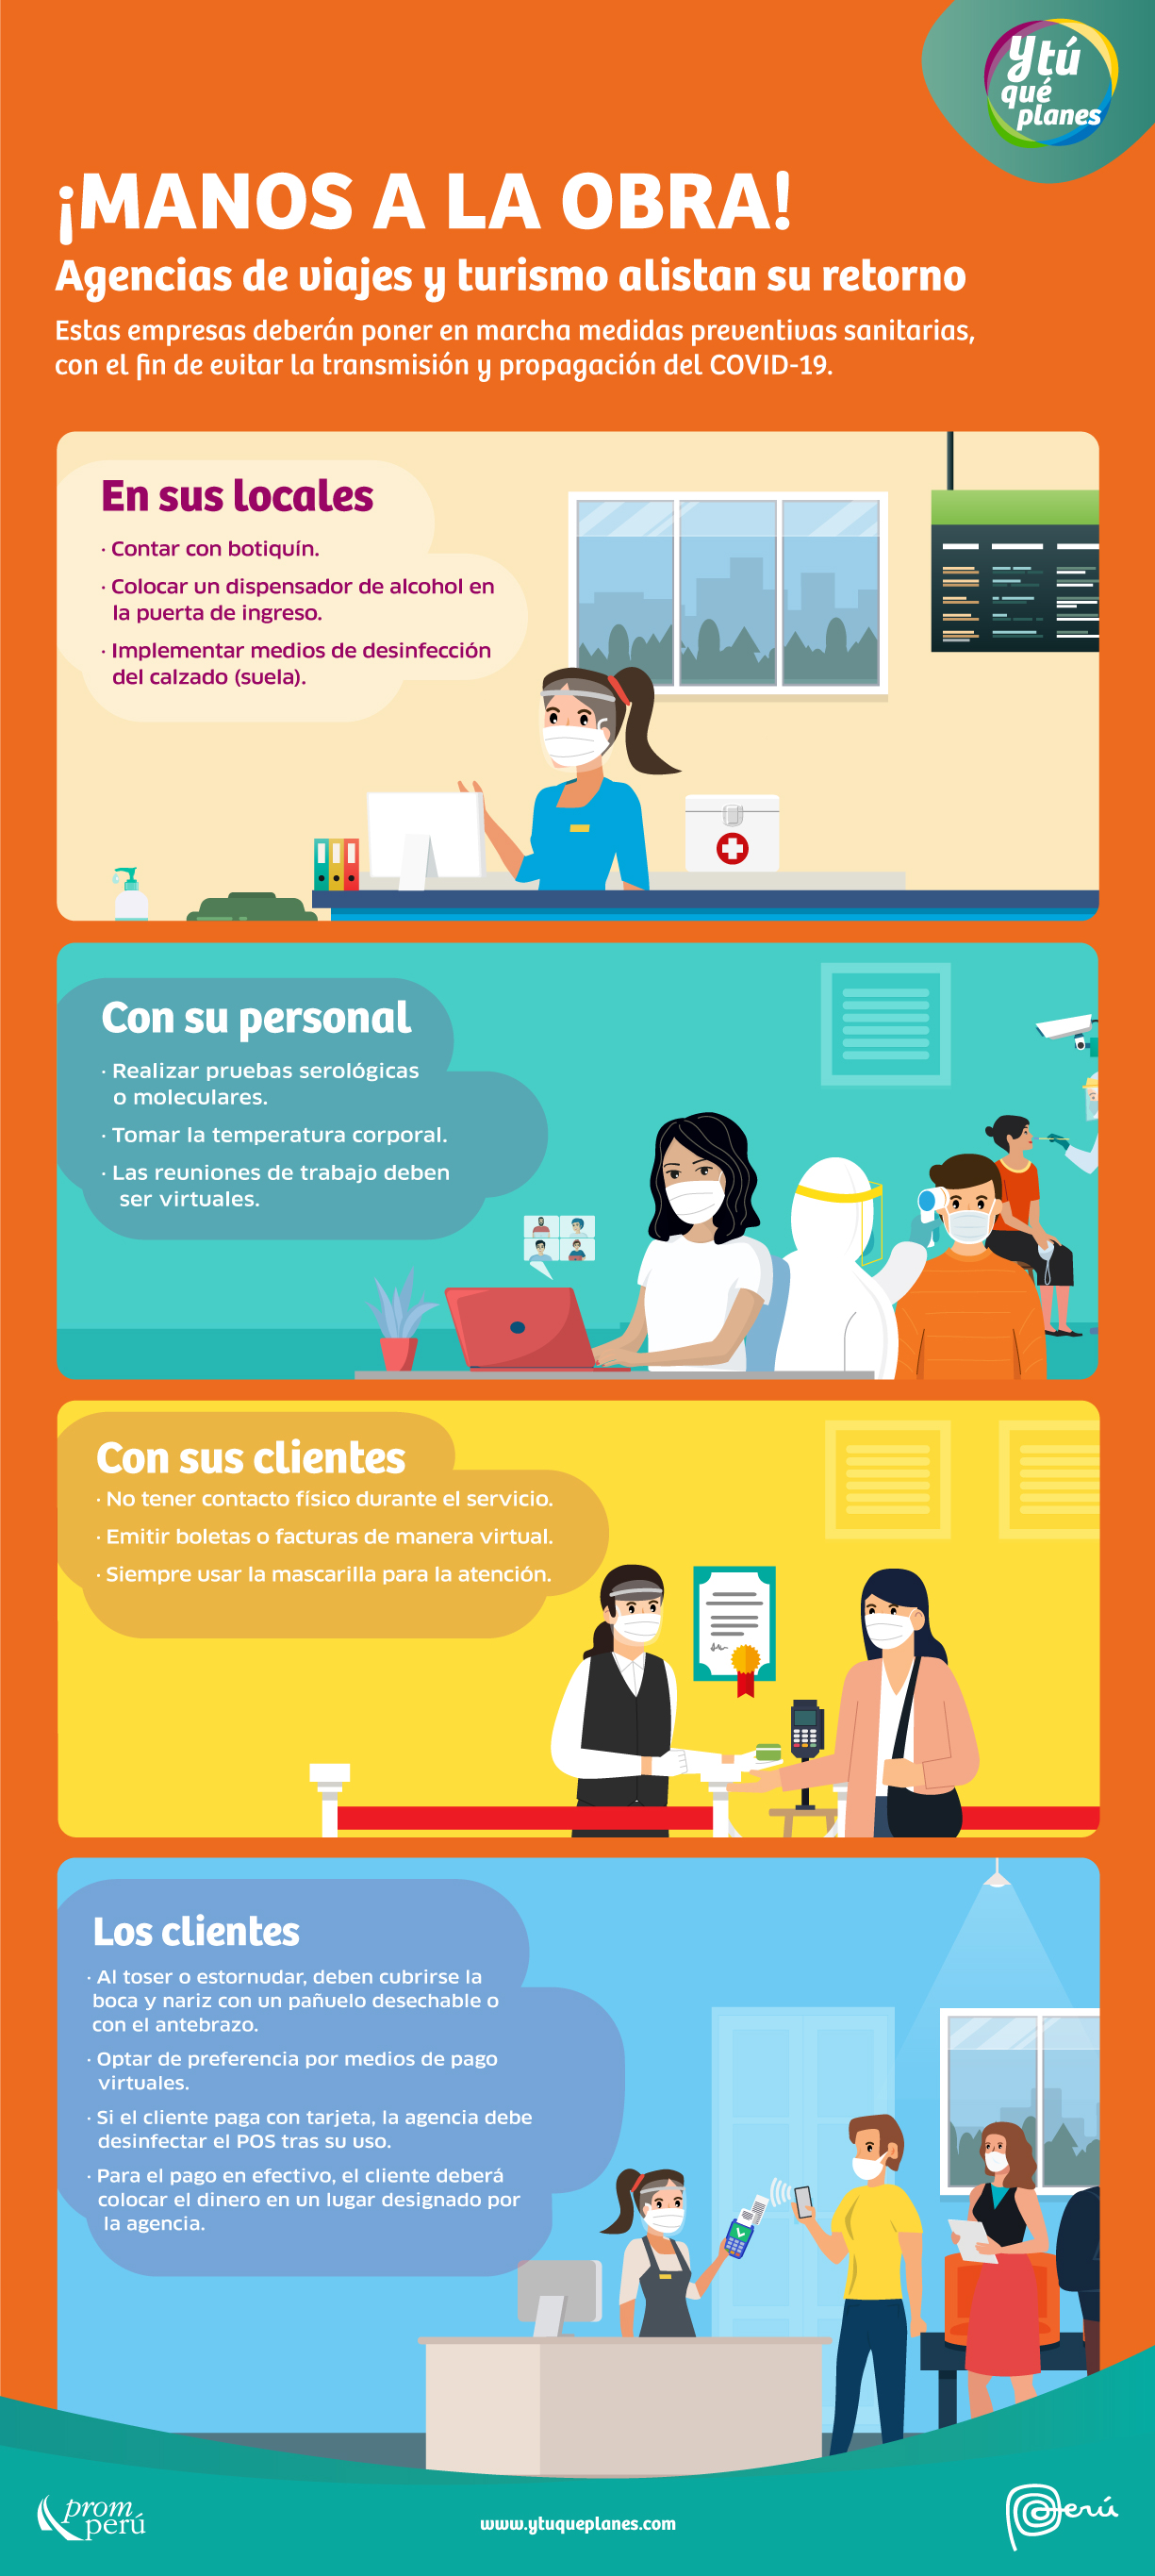 y tú
qué
planes
¡MANOS A LA OBRA!
Agencias de viajes y turismo alistan su retorno
Estas empresas deberán poner en marcha medidas preventivas sanitarias,
con el fin de evitar la transmisión y propagación del COVID-19.
En sus locales
· Contar con botiquín.
· Colocar un dispensador de alcohol en
la puerta de ingreso.
· Implementar medios de desinfección
del calzado (suela).
Con su personal
· Realizar pruebas serológicas
o moleculares.
· Tomar la temperatura corporal.
· Las reuniones de trabajo deben
ser virtuales.
Con sus clientes
· No tener contacto físico durante el servicio.
· Emitir boletas o facturas de manera virtual.
· Siempre usar la mascarilla para la atención.
Los clientes
· Al toser o estornudar, deben cubrirse la
boca y nariz con un pañuelo desechable o
con el antebrazo.
· Optar de preferencia por medios de pago
virtuales.
· Si el cliente paga con tarjeta, la agencia debe
desinfectar el POS tras su uso.
· Para el pago en efectivo, el cliente deberá
colocar el dinero en un lugar designado por
la agencia.
prom
perú
www.ytuqueplanes.com
Perú